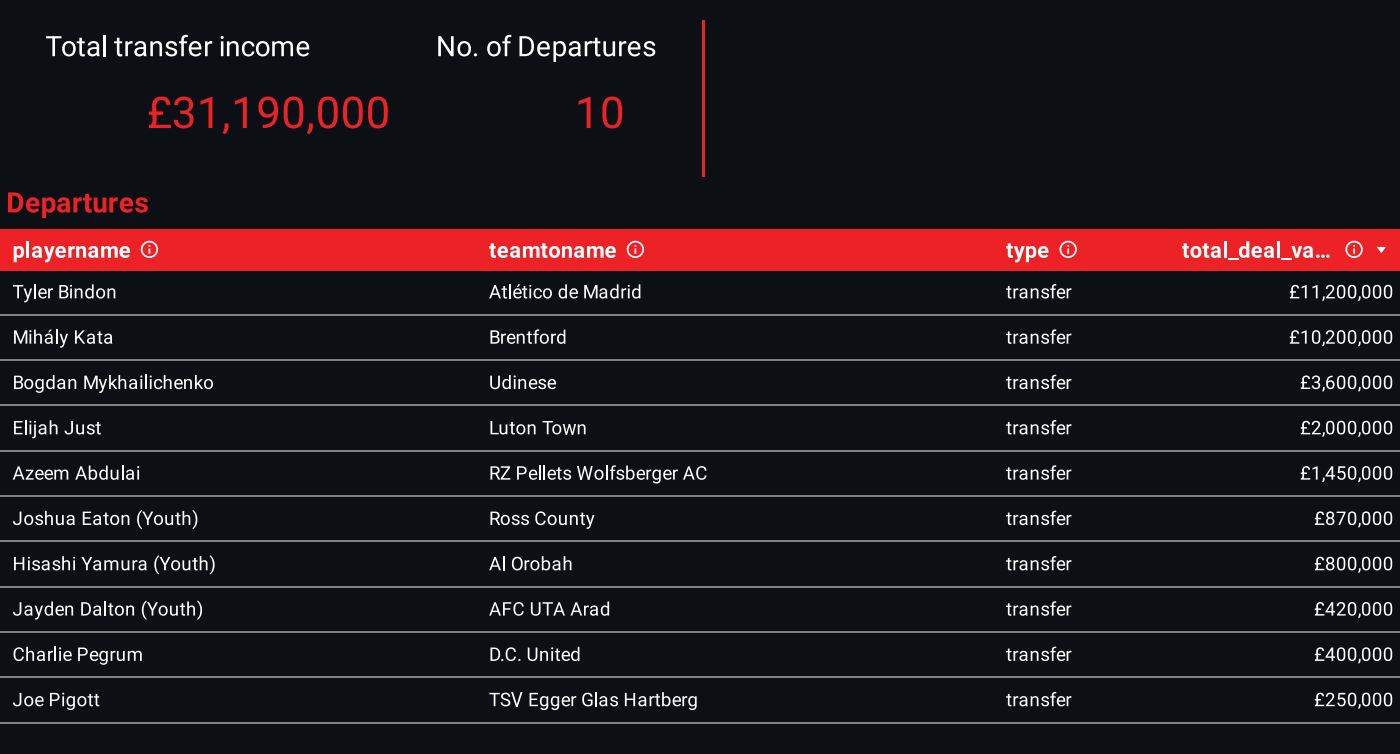 Total transfer income No. of Departures
£31,190,000 10
Departures
playername teamtoname type total_deal_va...
Tyler Bindon Atlético de Madrid transfer £11,200,000
Mihály Kata Brentford transfer £10,200,000
Bogdan Mykhailichenko Udinese transfer £3,600,000
Elijah Just Luton Town transfer £2,000,000
Azeem Abdulai RZ Pellets Wolfsberger AC transfer £1,450,000
Joshua Eaton (Youth) Ross County transfer £870,000
Hisashi Yamura (Youth) Al Orobah transfer £800,000
Jayden Dalton (Youth) AFC UTA Arad transfer £420,000
Charlie Pegrum D.C. United transfer £400,000
Joe Pigott TSV Egger Glas Hartberg transfer £250,000